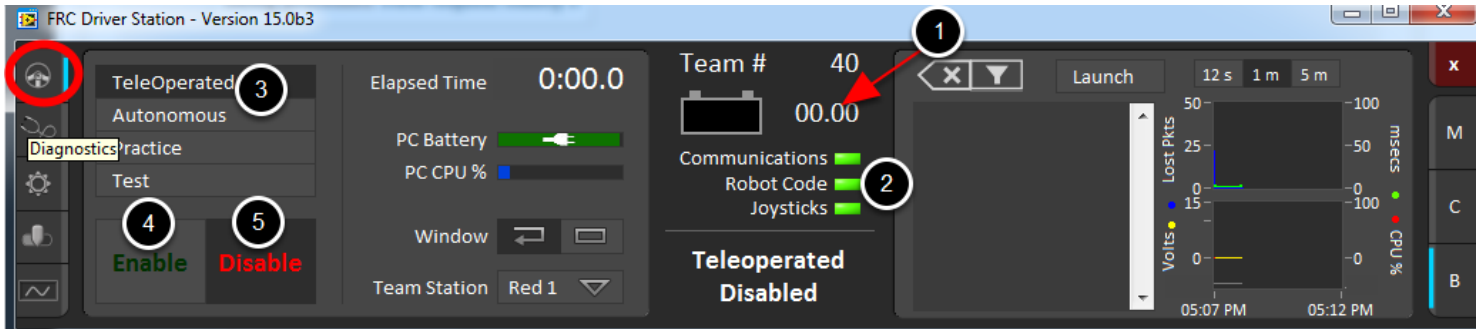 FRC Driver Station - Version 15.0b3
1
TeleOperated
3
Autonomous
Practice
Test
Diagnostics
4
Enable
5
Disable
Elapsed Time 0:00.0
PC Battery
PC CPU %
Window
Team Station Red 1
Team # 40
00.00
Communications
Robot Code
Joysticks
2
Teleoperated
Disabled
Launch
12 s 1 m 5 m
50
25
0
Lost Pkts
100
50
0
msecs
15
0
Volts
100
0
CPU %
05:07 PM 05:12 PM
X
M
C
B